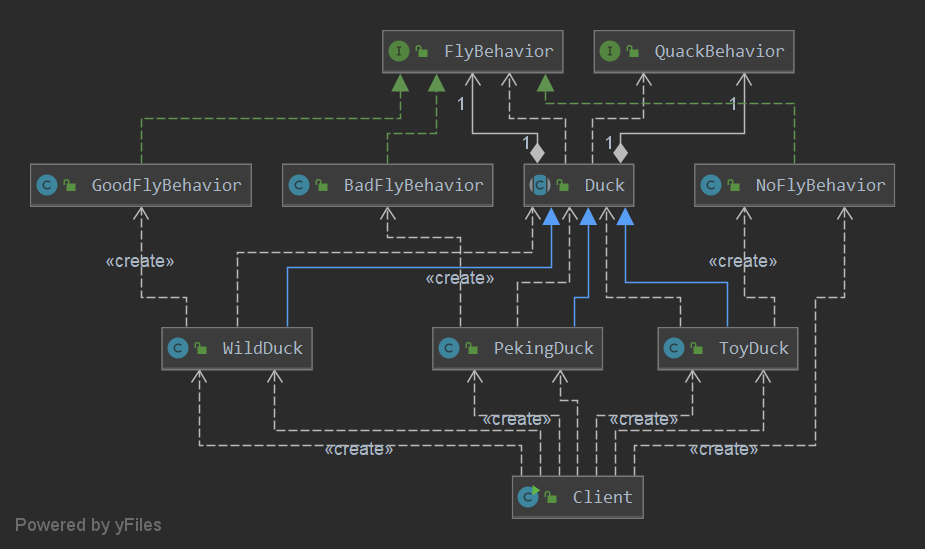 I FlyBehavior
I QuackBehavior
1
1
1
1
C GoodFlyBehavior
C BadFlyBehavior
C Duck
C NoFlyBehavior
«create»
«create»
«create»
C WildDuck
C PekingDuck
C ToyDuck
«create»
«create»
«create»
«create»
C Client
Powered by yFiles